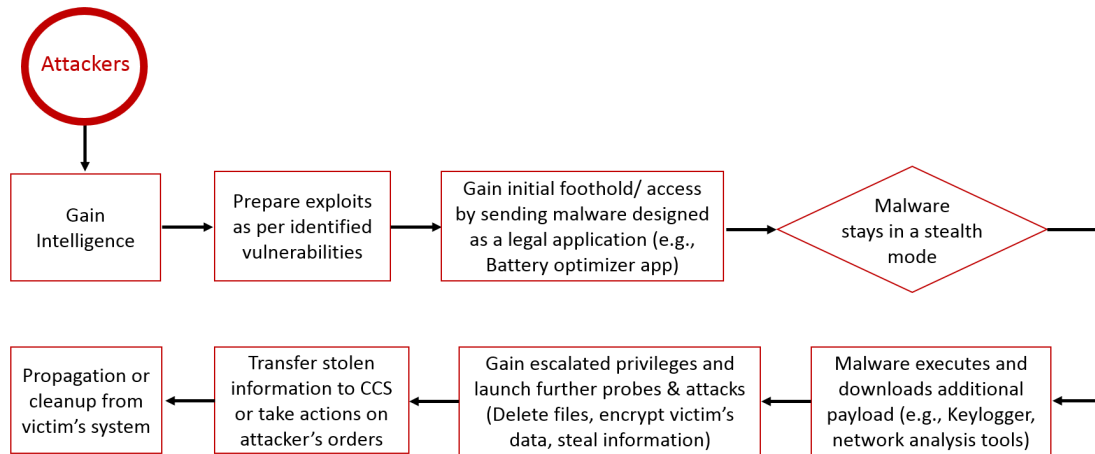 Attackers
Gain
Intelligence
Prepare exploits
as per identified
vulnerabilities
Gain initial foothold/ access
by sending malware designed
as a legal application (e.g.,
Battery optimizer app)
Malware
stays in a stealth
mode
Malware executes and
downloads additional
payload (e.g., Keylogger,
network analysis tools)
Gain escalated privileges and
launch further probes & attacks
(Delete files, encrypt victim’s
data, steal information)
Transfer stolen
information to CCS
or take actions on
attacker’s orders
Propagation or
cleanup from
victim’s system